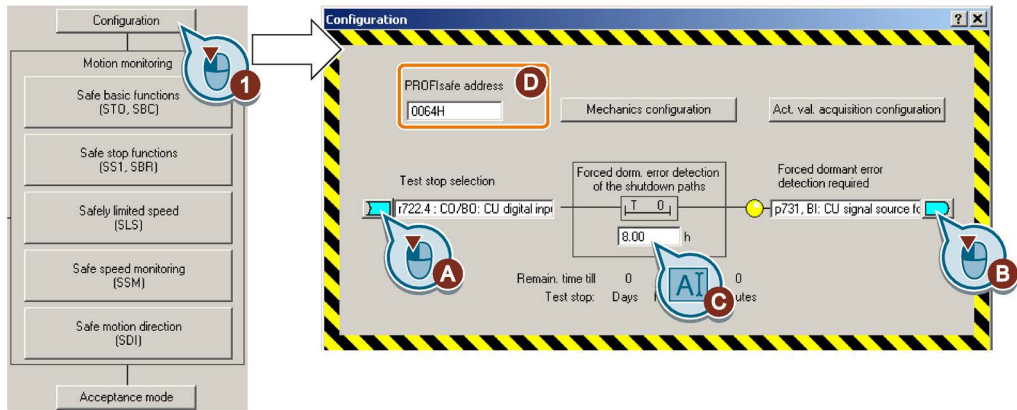 Configuration
Motion monitoring
Safe basic functions
(STO, SBC)
Safe stop functions
(SS1, SBR)
Safely limited speed
(SLS)
Safe speed monitoring
(SSM)
Safe motion direction
(SDI)
Acceptance mode
1
Configuration
? X
PROFIsafe address
D
0064H
Mechanics configuration
Act. val. acquisition configuration
Test stop selection
Forced dorm. error detection
of the shutdown paths
Forced dormant error
detection required
T 0
r722.4 : CO/BO: CU digital inp
p731, BI: CU signal source fo
8.00 h
A
B
C
AI
Remain. time till 0 0
Test stop: Days utes